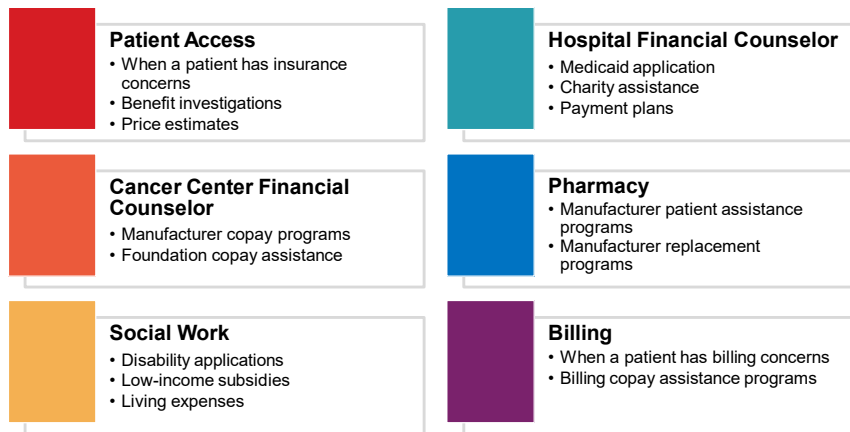 Patient Access
• When a patient has insurance
concerns
• Benefit investigations
• Price estimates
Hospital Financial Counselor
• Medicaid application
• Charity assistance
• Payment plans
Cancer Center Financial
Counselor
• Manufacturer copay programs
• Foundation copay assistance
Pharmacy
• Manufacturer patient assistance
programs
• Manufacturer replacement
programs
Social Work
• Disability applications
• Low-income subsidies
• Living expenses
Billing
• When a patient has billing concerns
• Billing copay assistance programs